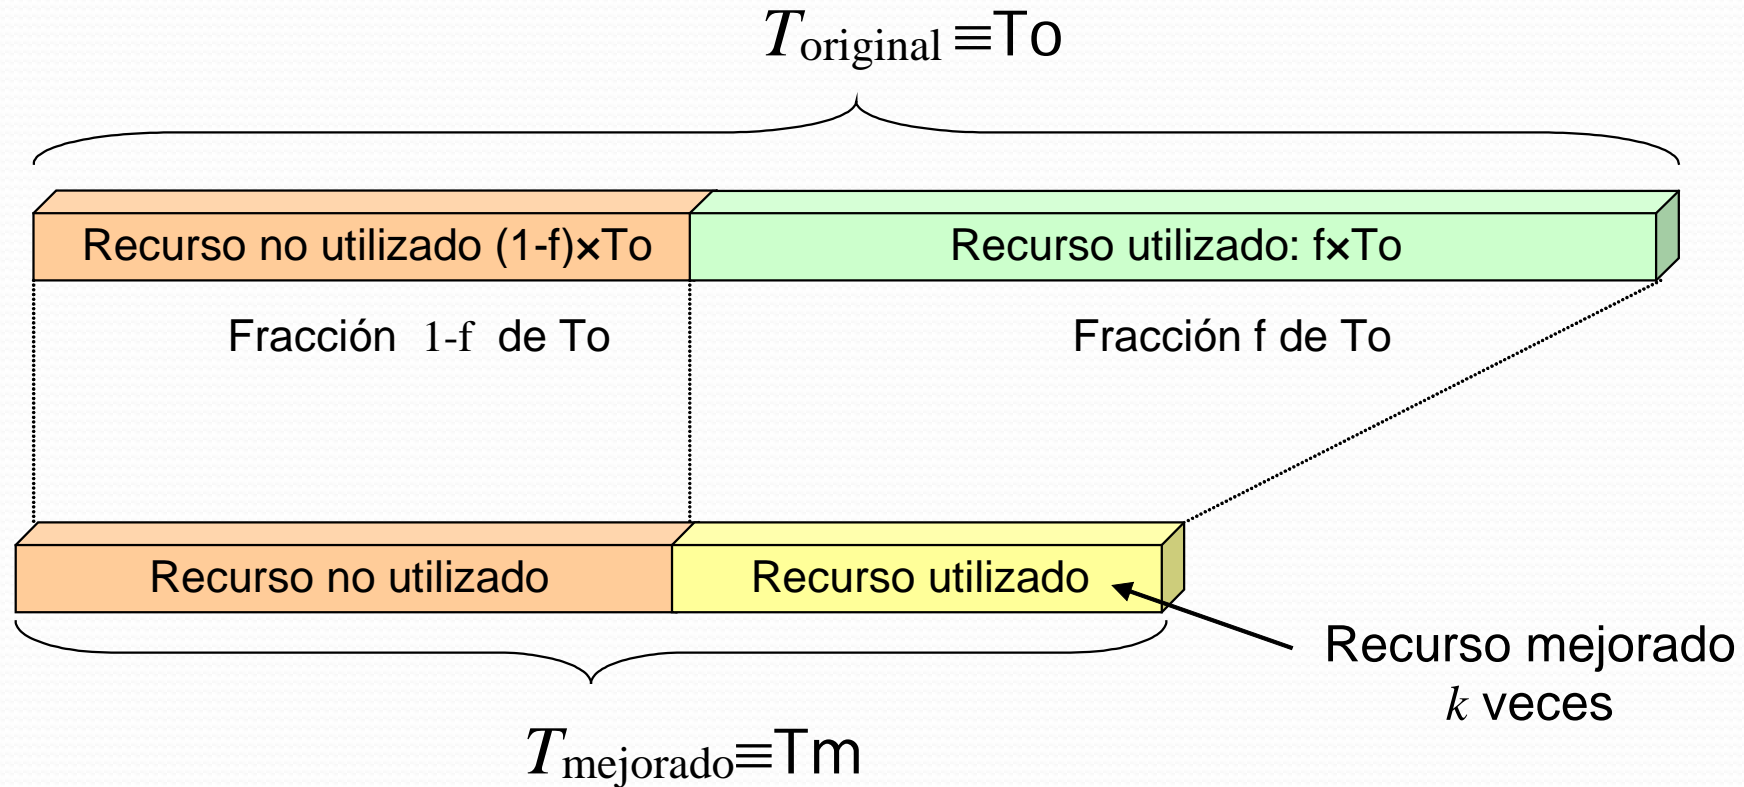 Toriginal ≡To
Recurso no utilizado (1-f)×To
Recurso utilizado: f×To
Fracción 1-f de To
Fracción f de To
Recurso no utilizado
Recurso utilizado
Recurso mejorado
k veces
Tmejorado≡Tm